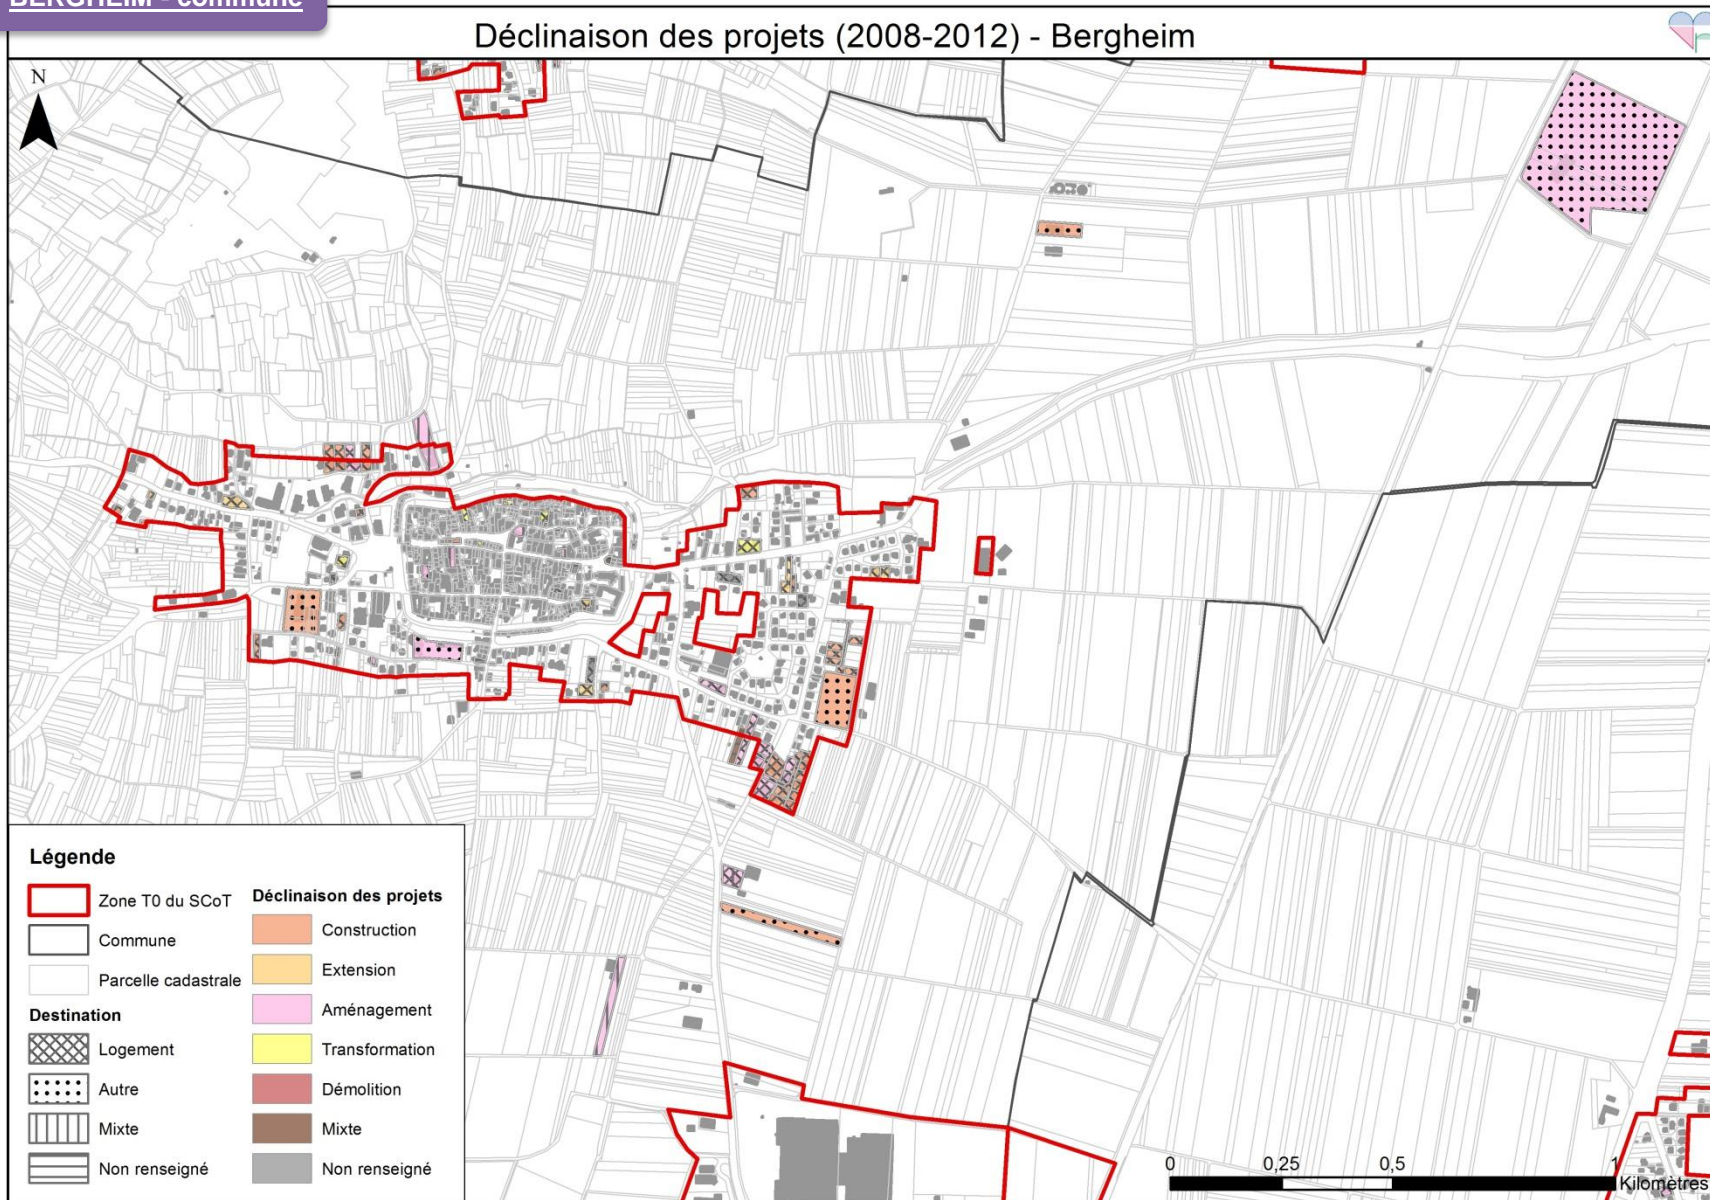 BERGHEIM - commune
Déclinaison des projets (2008-2012) - Bergheim
N
Légende
Zone T0 du SCoT
Commune
Parcelle cadastrale
Destination
Logement
Autre
Mixte
Non renseigné
Déclinaison des projets
Construction
Extension
Aménagement
Transformation
Démolition
Mixte
Non renseigné
0 0,25 0,5 1
Kilomètres